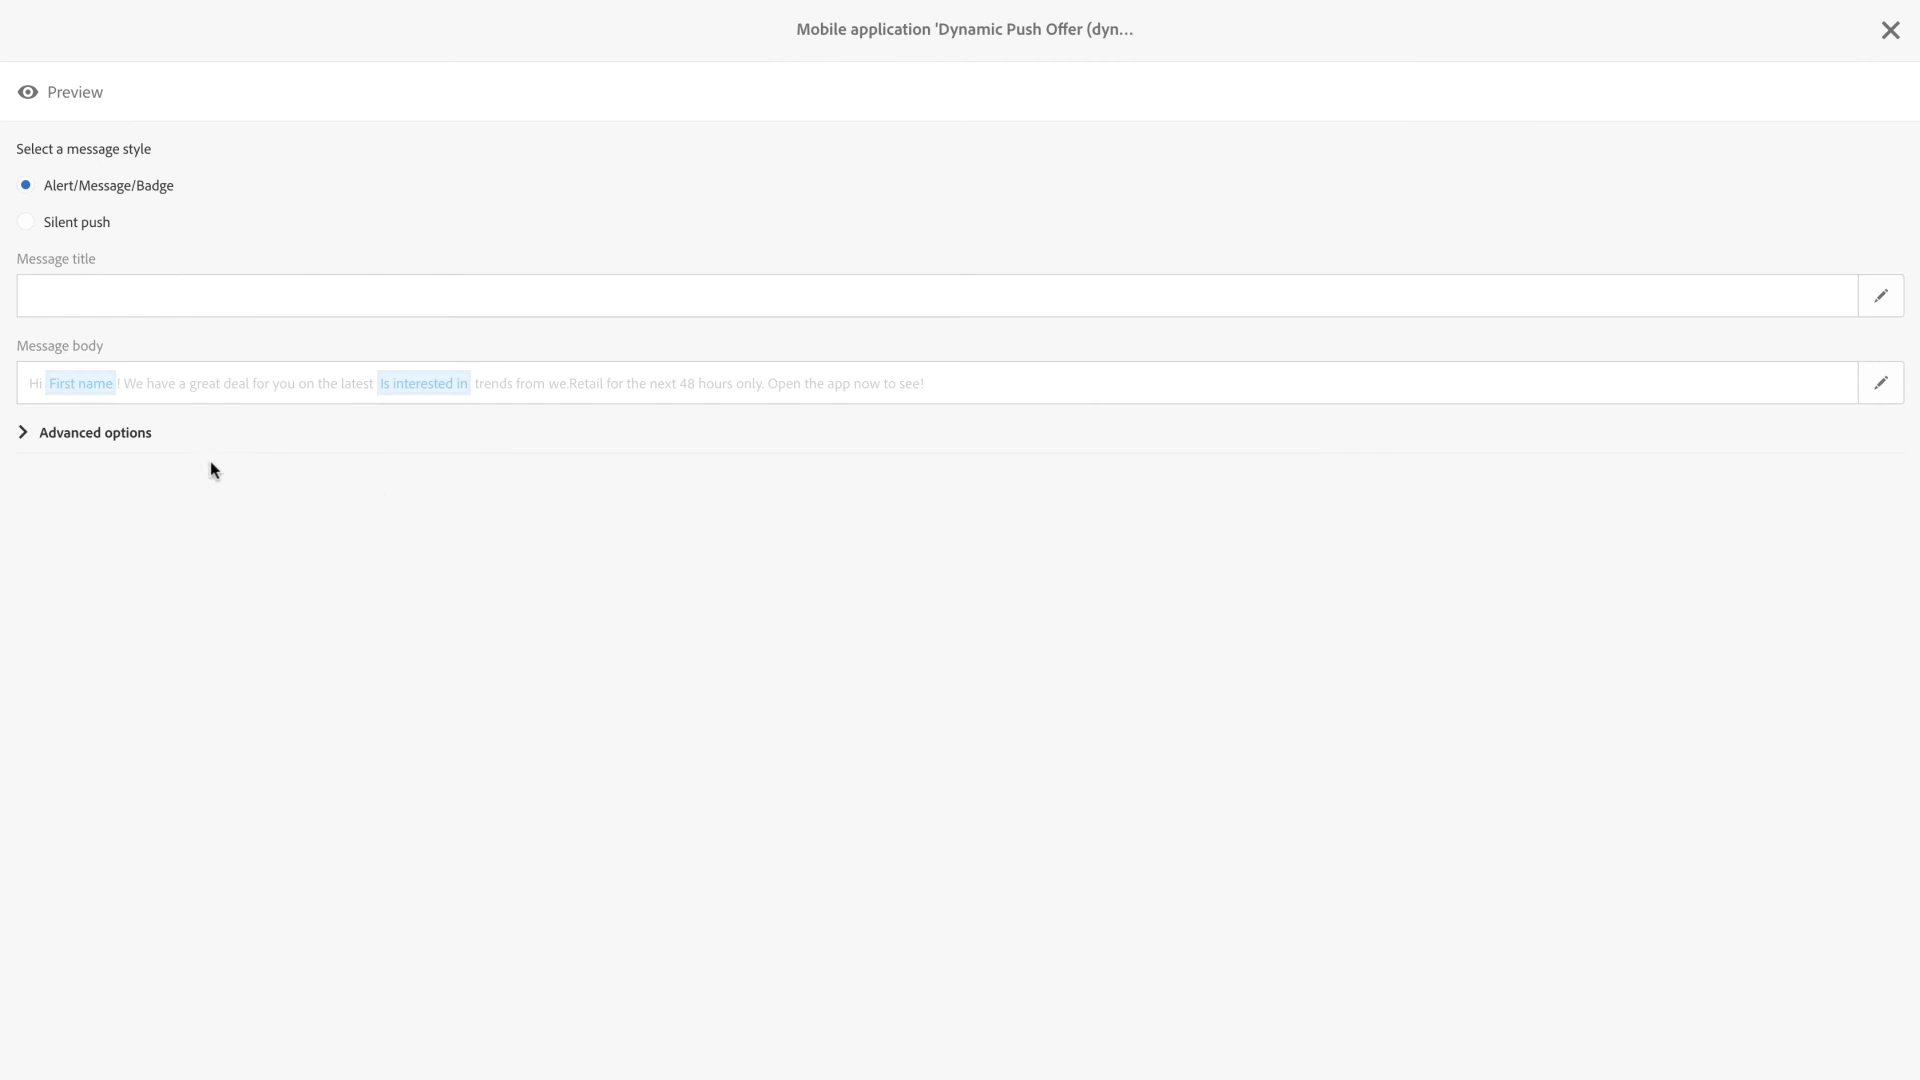 Mobile application 'Dynamic Push Offer (dyn...
Preview
Select a message style
Alert/Message/Badge
Silent push
Message title
Message body
Hi First name ! We have a great deal for you on the latest Is interested in trends from we.Retail for the next 48 hours only. Open the app now to see!
Advanced options